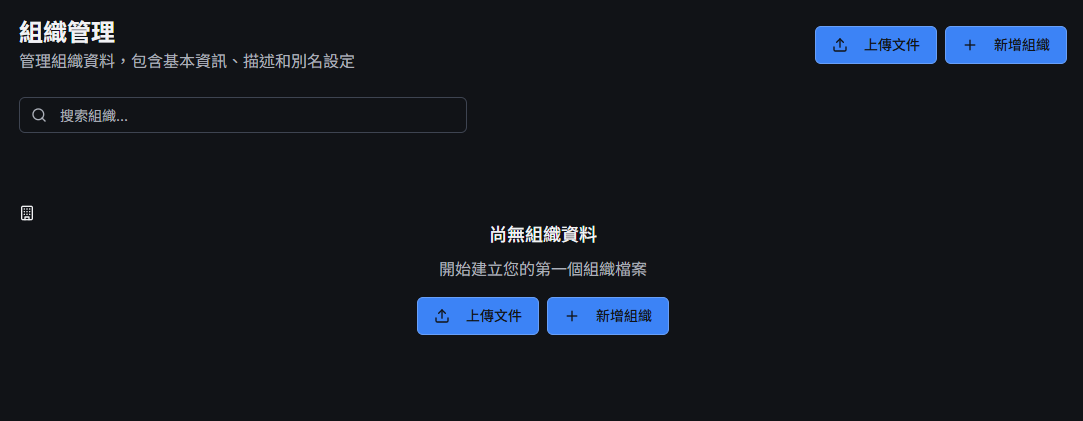 組織管理
管理組織資料，包含基本資訊、描述和別名設定
上傳文件
新增組織
搜索組織...
尚無組織資料
開始建立您的第一個組織檔案
上傳文件
新增組織